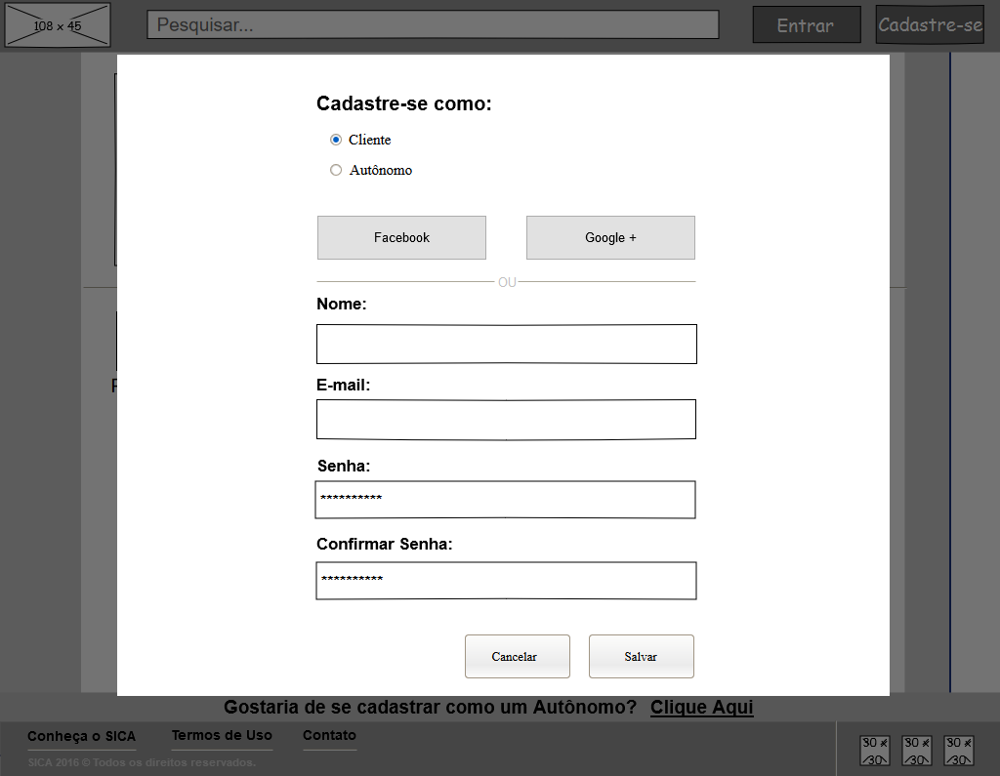 108 x 45
Pesquisar...
Entrar
Cadastre-se
Cadastre-se como:
Cliente
Autônomo
Facebook
Google +
OU
Nome:
E-mail:
Senha:
**********
Confirmar Senha:
**********
Cancelar
Salvar
Gostaria de se cadastrar como um Autônomo? Clique Aqui
Conheça o SICA
Termos de Uso
Contato
30 x
30
30 x
30
30 x
30
SICA 2016 © Todos os direitos reservados.